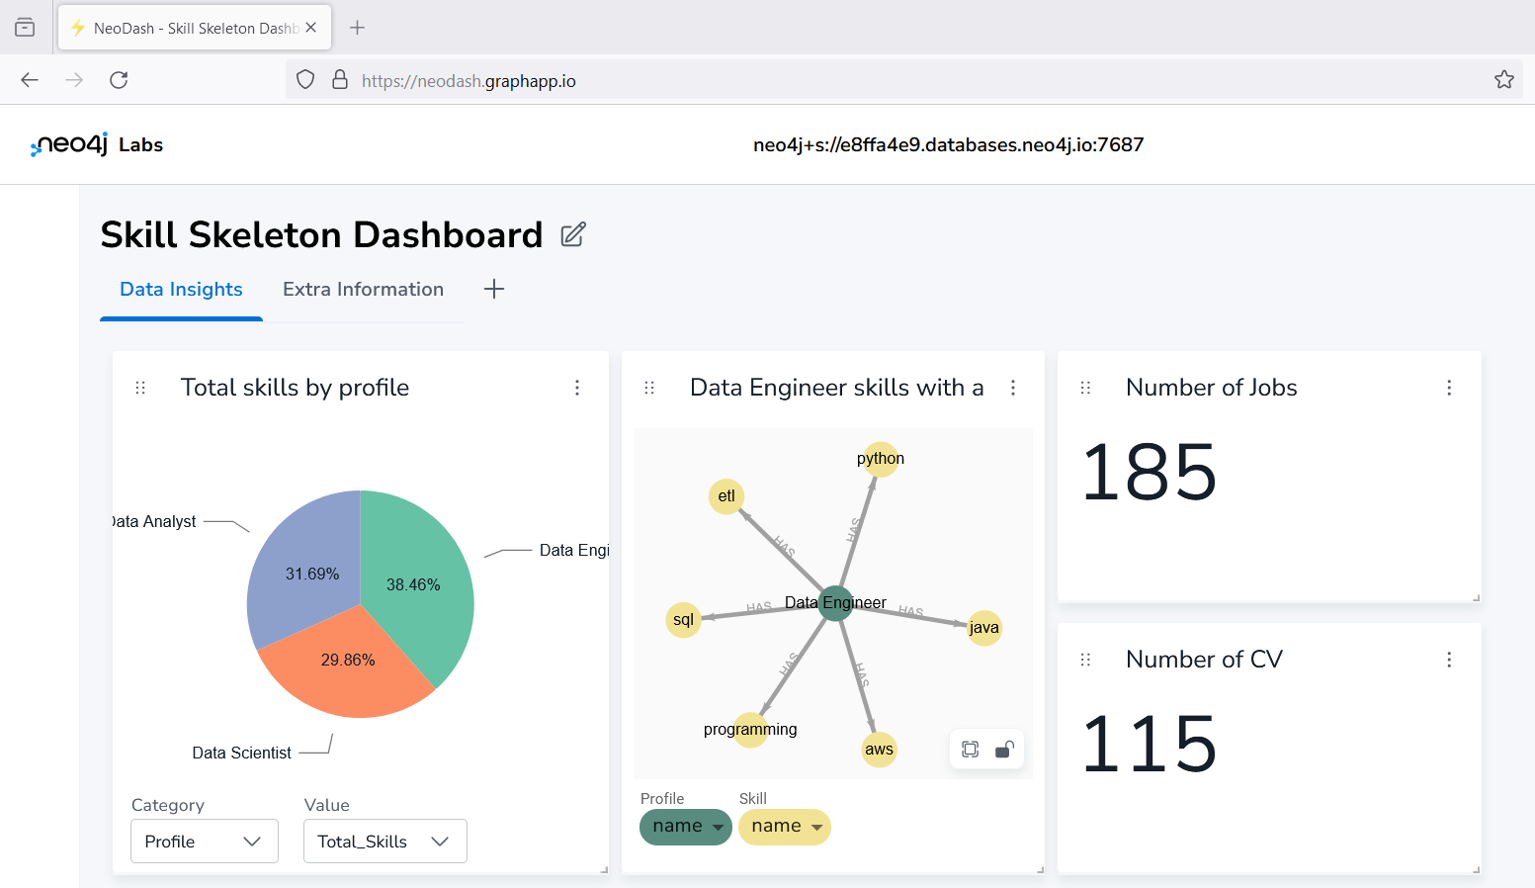 NeoDash - Skill Skeleton Dashb
https://neodash.graphapp.io
neo4j Labs
neo4j+s://e8ffa4e9.databases.neo4j.io:7687
Skill Skeleton Dashboard
Data Insights
Extra Information
Total skills by profile
Data Analyst
Data Engi
31.69%
38.46%
29.86%
Data Scientist
Category
Value
Profile
Total_Skills
Data Engineer skills with a
python
etl
HAS
HAS
sql
HAS
Data Engineer
HAS
java
HAS
HAS
programming
aws
Profile
Skill
name
name
Number of Jobs
185
Number of CV
115